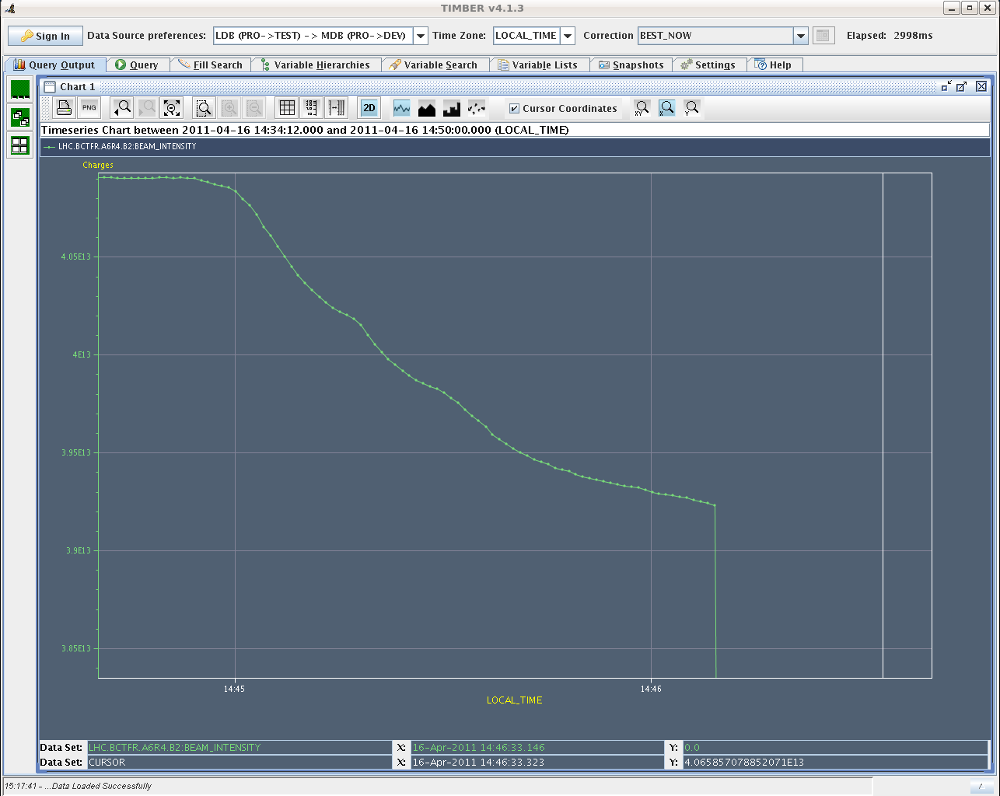 TIMBER v4.1.3
Sign In Data Source preferences: LDB (PRO->TEST) -> MDB (PRO->DEV) Time Zone: LOCAL_TIME Correction BEST_NOW Elapsed: 2998ms
Query Output Query Fill Search Variable Hierarchies Variable Search Variable Lists Snapshots Settings Help
Chart 1
PNG 2D Cursor Coordinates XY X Y
Timeseries Chart between 2011-04-16 14:34:12.000 and 2011-04-16 14:50:00.000 (LOCAL_TIME)
LHC.BCTFR.A6R4.B2:BEAM_INTENSITY
Charges
4.05E13
4E13
3.95E13
3.9E13
3.85E13
14:45 14:46
LOCAL_TIME
Data Set: LHC.BCTFR.A6R4.B2:BEAM_INTENSITY X: 16-Apr-2011 14:46:33.146 Y: 0.0
Data Set: CURSOR X: 16-Apr-2011 14:46:33.323 Y: 4.065857078852071E13
15:17:41 - ...Data Loaded Successfully